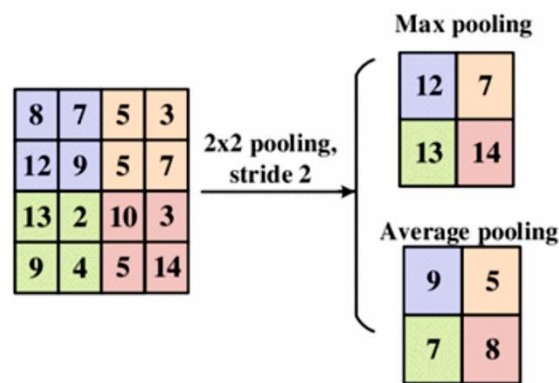 Max pooling
12 7
13 14
8 7 5 3
12 9 5 7
13 2 10 3
9 4 5 14
2x2 pooling,
stride 2
Average pooling
9 5
7 8